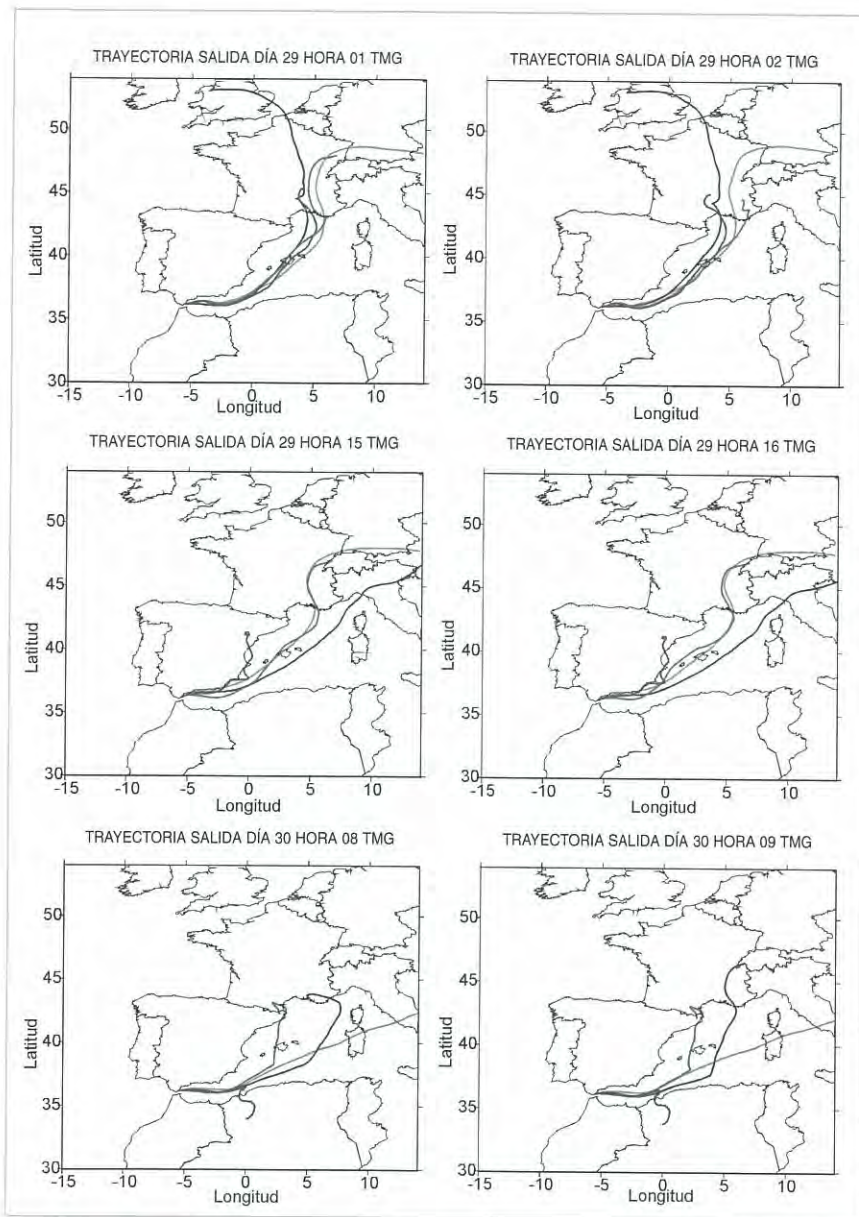 TRAYECTORIA SALIDA DÍA 29 HORA 01 TMG
50
45
40
35
30
Latitud
-15 -10 -5 0 5 10
Longitud
TRAYECTORIA SALIDA DÍA 29 HORA 02 TMG
50
45
40
35
30
Latitud
-15 -10 -5 0 5 10
Longitud
TRAYECTORIA SALIDA DÍA 29 HORA 15 TMG
50
45
40
35
30
Latitud
-15 -10 -5 0 5 10
Longitud
TRAYECTORIA SALIDA DÍA 29 HORA 16 TMG
50
45
40
35
30
Latitud
-15 -10 -5 0 5 10
Longitud
TRAYECTORIA SALIDA DÍA 30 HORA 08 TMG
50
45
40
35
30
Latitud
-15 -10 -5 0 5 10
Longitud
TRAYECTORIA SALIDA DÍA 30 HORA 09 TMG
50
45
40
35
30
Latitud
-15 -10 -5 0 5 10
Longitud